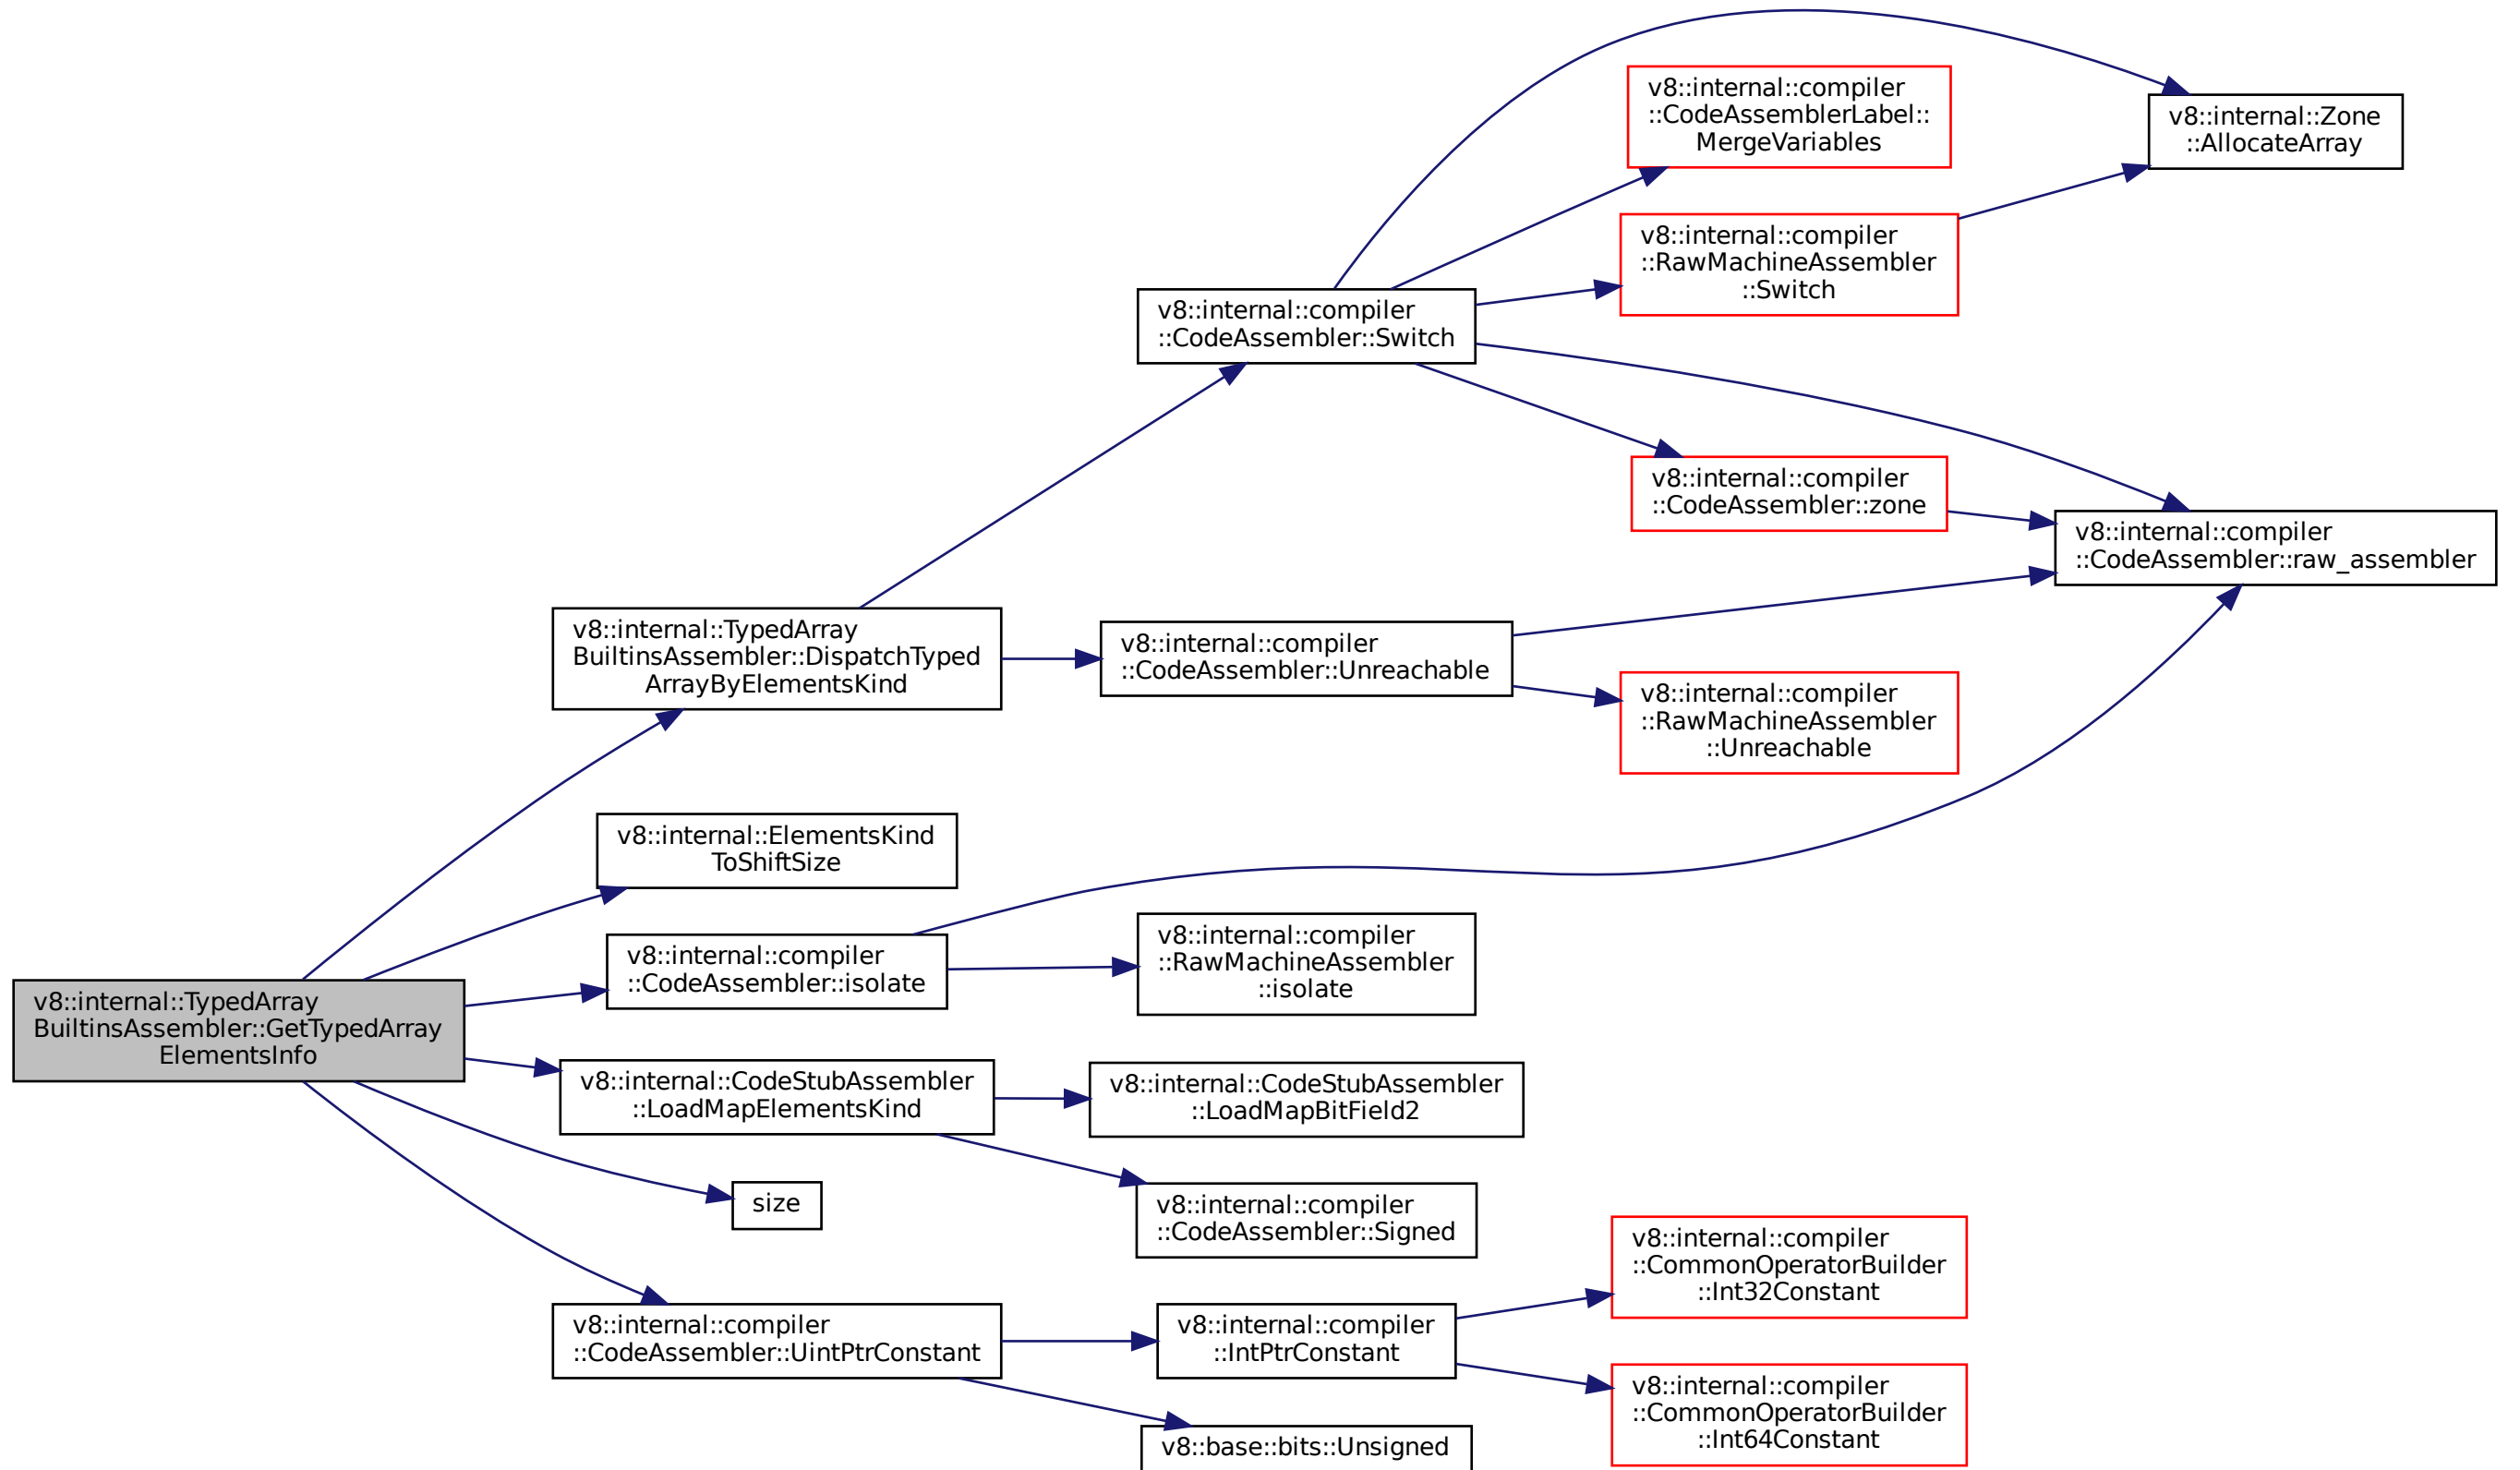 v8::internal::compiler
::CodeAssemblerLabel::
MergeVariables
v8::internal::Zone
::AllocateArray
v8::internal::compiler
::RawMachineAssembler
::Switch
v8::internal::compiler
::CodeAssembler::Switch
v8::internal::compiler
::CodeAssembler::zone
v8::internal::compiler
::CodeAssembler::raw_assembler
v8::internal::TypedArray
BuiltinsAssembler::DispatchTyped
ArrayByElementsKind
v8::internal::compiler
::CodeAssembler::Unreachable
v8::internal::compiler
::RawMachineAssembler
::Unreachable
v8::internal::ElementsKind
ToShiftSize
v8::internal::compiler
::CodeAssembler::isolate
v8::internal::compiler
::RawMachineAssembler
::isolate
v8::internal::TypedArray
BuiltinsAssembler::GetTypedArray
ElementsInfo
v8::internal::CodeStubAssembler
::LoadMapElementsKind
v8::internal::CodeStubAssembler
::LoadMapBitField2
size
v8::internal::compiler
::CodeAssembler::Signed
v8::internal::compiler
::CommonOperatorBuilder
::Int32Constant
v8::internal::compiler
::CodeAssembler::UintPtrConstant
v8::internal::compiler
::IntPtrConstant
v8::internal::compiler
::CommonOperatorBuilder
::Int64Constant
v8::base::bits::Unsigned